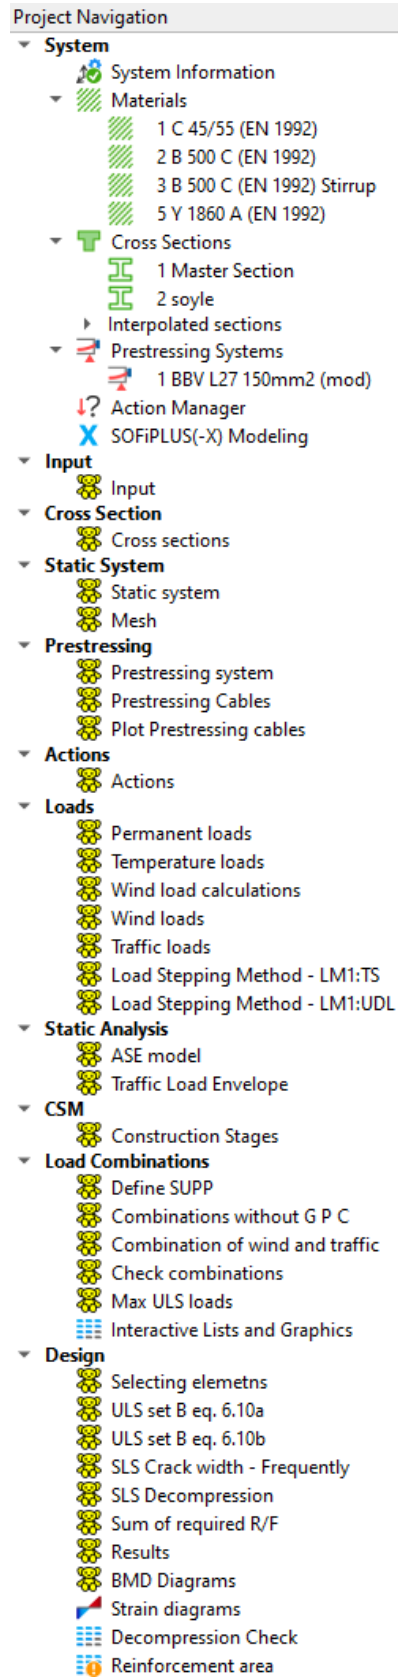 Project Navigation
System
System Information
Materials
1 C 45/55 (EN 1992)
2 B 500 C (EN 1992)
3 B 500 C (EN 1992) Stirrup
5 Y 1860 A (EN 1992)
Cross Sections
1 Master Section
2 soyle
Interpolated sections
Prestressing Systems
1 BBV L27 150mm2 (mod)
Action Manager
SOFiPLUS(-X) Modeling
Input
Input
Cross Section
Cross sections
Static System
Static system
Mesh
Prestressing
Prestressing system
Prestressing Cables
Plot Prestressing cables
Actions
Actions
Loads
Permanent loads
Temperature loads
Wind load calculations
Wind loads
Traffic loads
Load Stepping Method - LM1:TS
Load Stepping Method - LM1:UDL
Static Analysis
ASE model
Traffic Load Envelope
CSM
Construction Stages
Load Combinations
Define SUPP
Combinations without G P C
Combination of wind and traffic
Check combinations
Max ULS loads
Interactive Lists and Graphics
Design
Selecting elemetns
ULS set B eq. 6.10a
ULS set B eq. 6.10b
SLS Crack width - Frequently
SLS Decompression
Sum of required R/F
Results
BMD Diagrams
Strain diagrams
Decompression Check
Reinforcement area